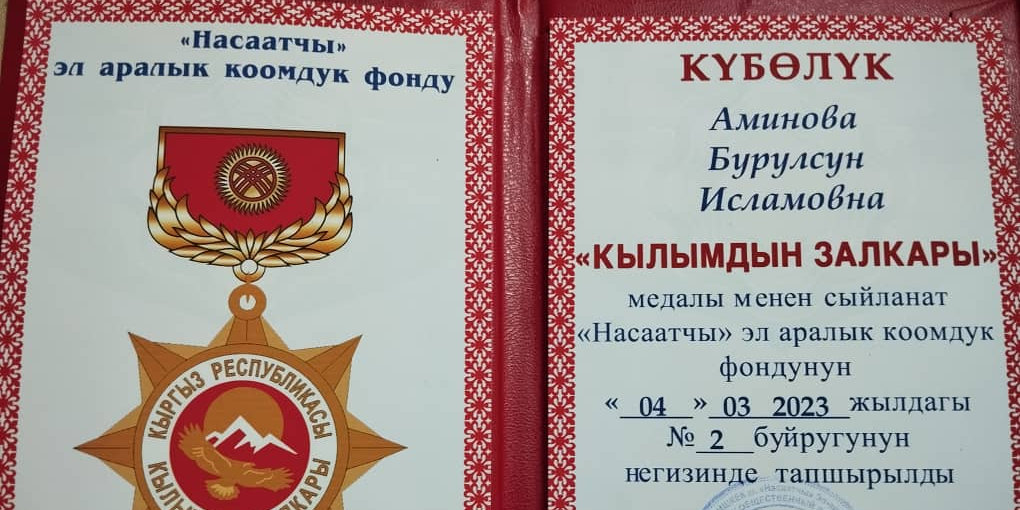 «Насаатчы»
эл аралык коомдук фонду
КЫРГЫЗ РЕСПУБЛИКАСЫ
КҮБӨЛҮК
Аминова
Бурулсун
Исламовна
«КЫЛЫМДЫН ЗАЛКАРЫ»
медалы менен сыйланат
«Насаатчы» эл аралык коомдук
фондунун
« 04 » 03 2023 жылдагы
№ 2 буйругунун
негизинде тапшырылды